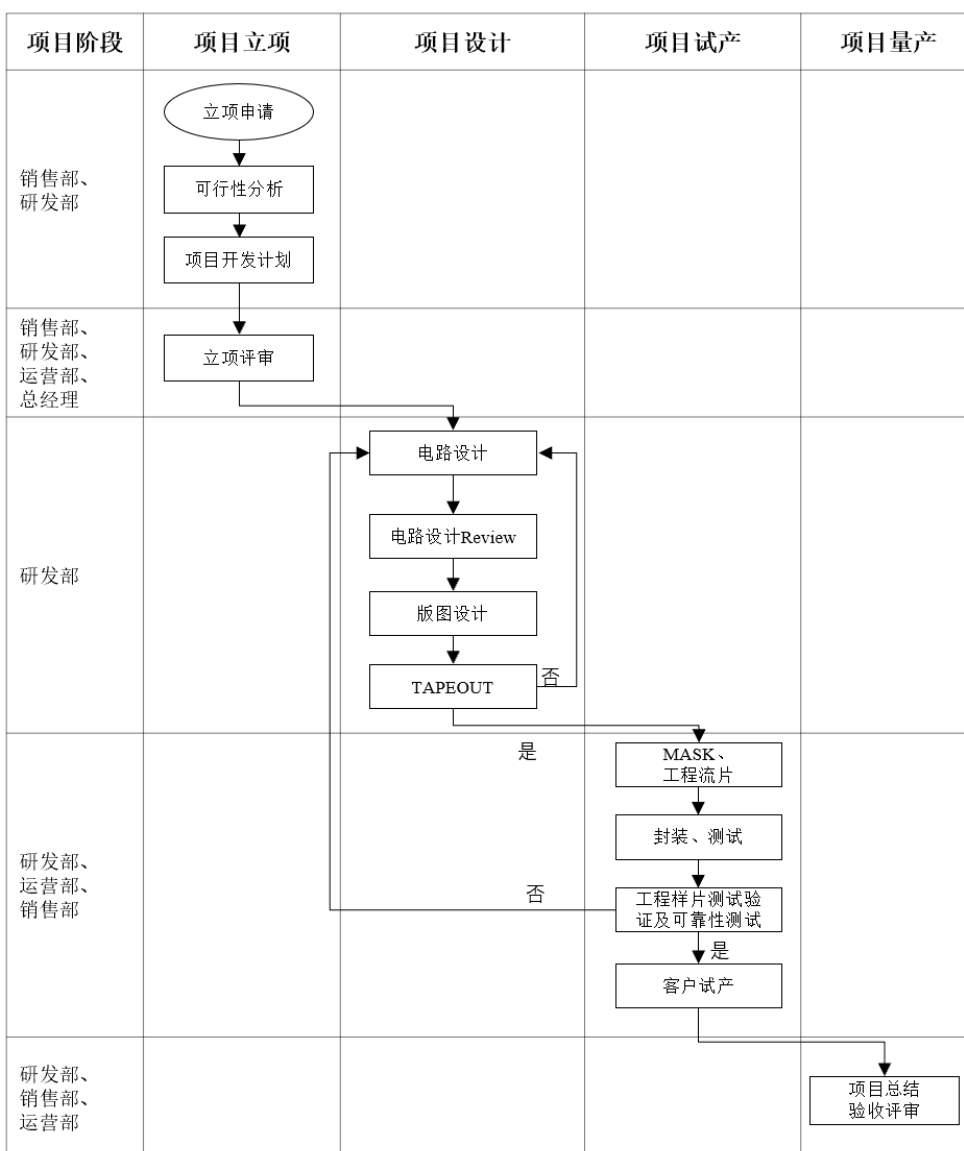 项目阶段
项目立项
项目设计
项目试产
项目量产
销售部、
研发部
立项申请
可行性分析
项目开发计划
销售部、
研发部、
运营部、
总经理
立项评审
研发部
电路设计
电路设计Review
版图设计
TAPEOUT
否
是
研发部、
运营部、
销售部
MASK、
工程流片
封装、测试
否
工程样片测试验
证及可靠性测试
是
客户试产
研发部、
销售部、
运营部
项目总结
验收评审